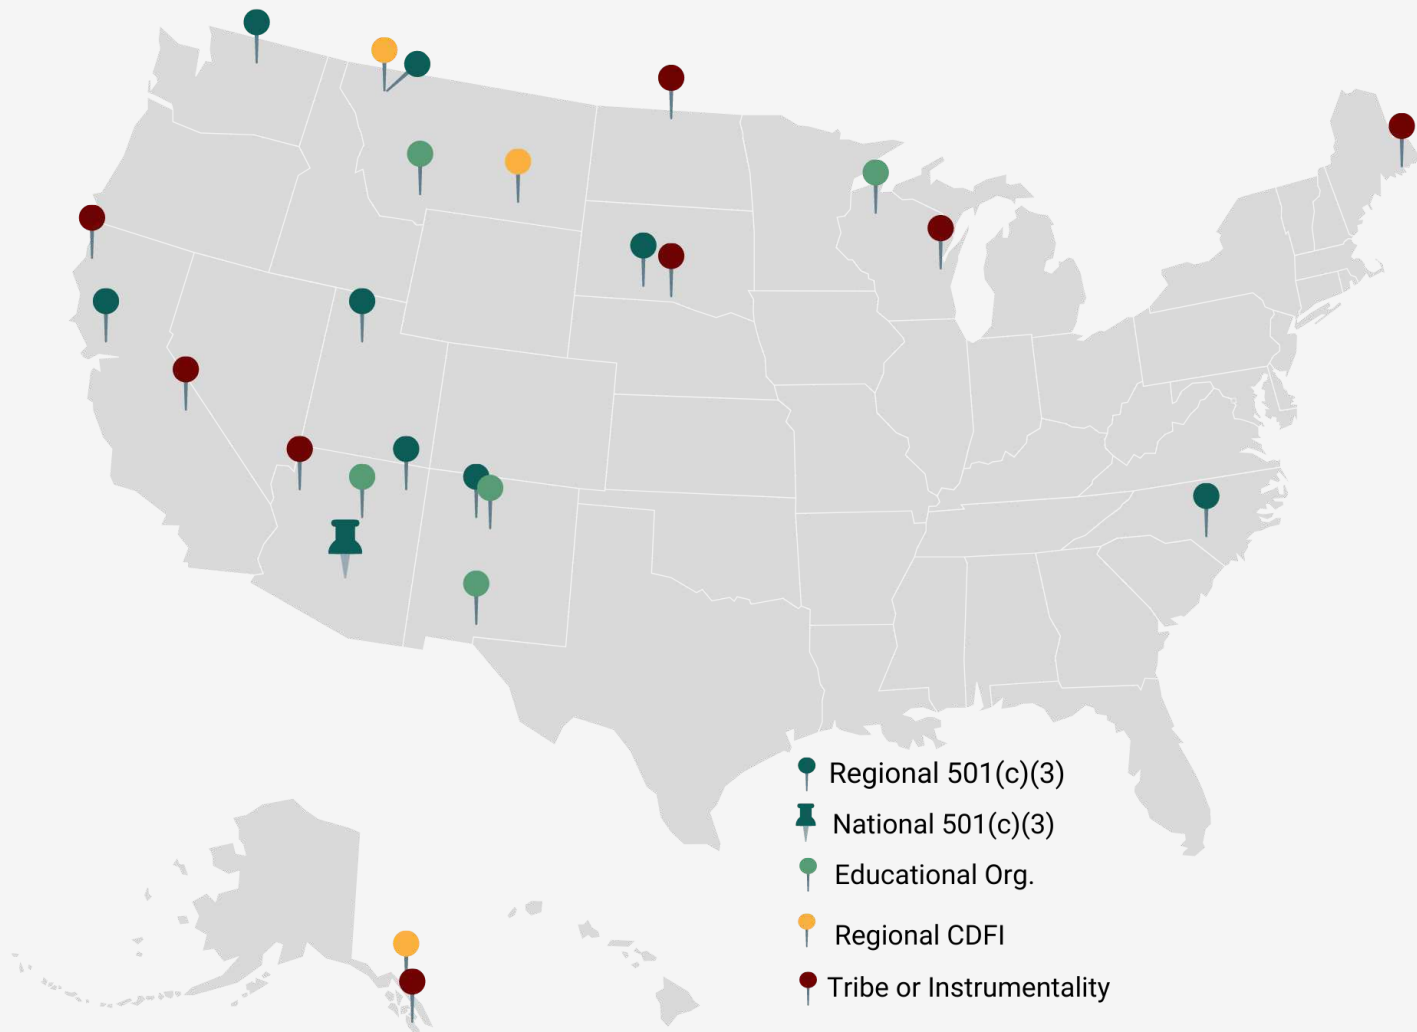 Regional 501(c)(3)
National 501(c)(3)
Educational Org.
Regional CDFI
Tribe or Instrumentality